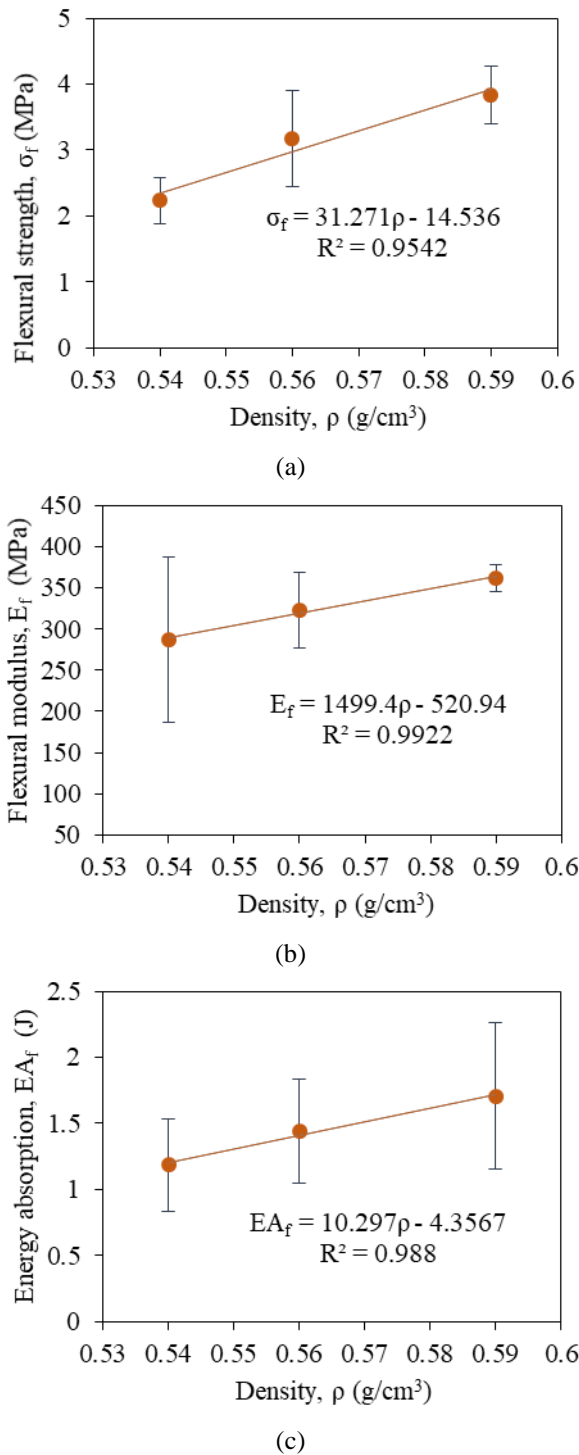 5
4
3
2
1
0
Flexural strength, σf (MPa)
σf = 31.271ρ - 14.536
R² = 0.9542
0.53 0.54 0.55 0.56 0.57 0.58 0.59 0.6
Density, ρ (g/cm³)
(a)
450
400
350
300
250
200
150
100
50
Flexural modulus, Ef (MPa)
Ef = 1499.4ρ - 520.94
R² = 0.9922
0.53 0.54 0.55 0.56 0.57 0.58 0.59 0.6
Density, ρ (g/cm³)
(b)
2.5
2
1.5
1
0.5
0
Energy absorption, EAf (J)
EAf = 10.297ρ - 4.3567
R² = 0.988
0.53 0.54 0.55 0.56 0.57 0.58 0.59 0.6
Density, ρ (g/cm³)
(c)